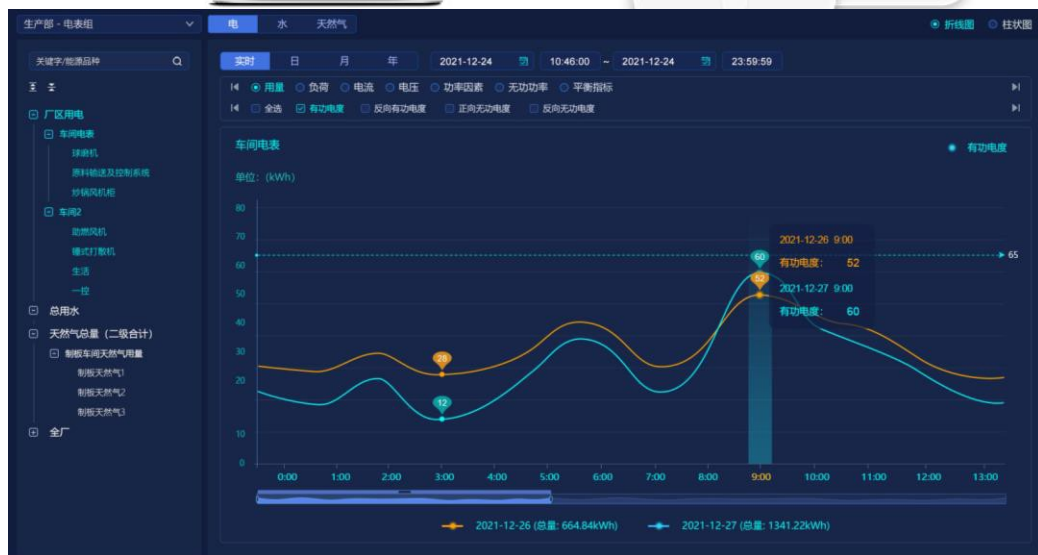 生产部 - 电表组
电 水 天然气
折线图 柱状图
关键字/能源品种
实时 日 月 年 2021-12-24 10:46:00 ~ 2021-12-24 23:59:59
用量 负荷 电流 电压 功率因素 无功功率 平衡指标
全选 有功电度 反向有功电度 正向无功电度 反向无功电度
厂区用电
车间电表
球磨机
原料输送及控制系统
炒锅风机柜
车间2
助燃风机
锤式打散机
生活
一控
总用水
天然气总量（二级合计）
制板车间天然气用量
制板天然气1
制板天然气2
制板天然气3
全厂
车间电表
有功电度
单位：(kWh)
80
70
60
50
40
30
20
10
0
65
60
52
28
12
2021-12-26 9:00
有功电度： 52
2021-12-27 9:00
有功电度： 60
0:00 1:00 2:00 3:00 4:00 5:00 6:00 7:00 8:00 9:00 10:00 11:00 12:00 13:00
2021-12-26 (总量: 664.84kWh) 2021-12-27 (总量: 1341.22kWh)